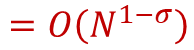 = O(N^{1-σ})